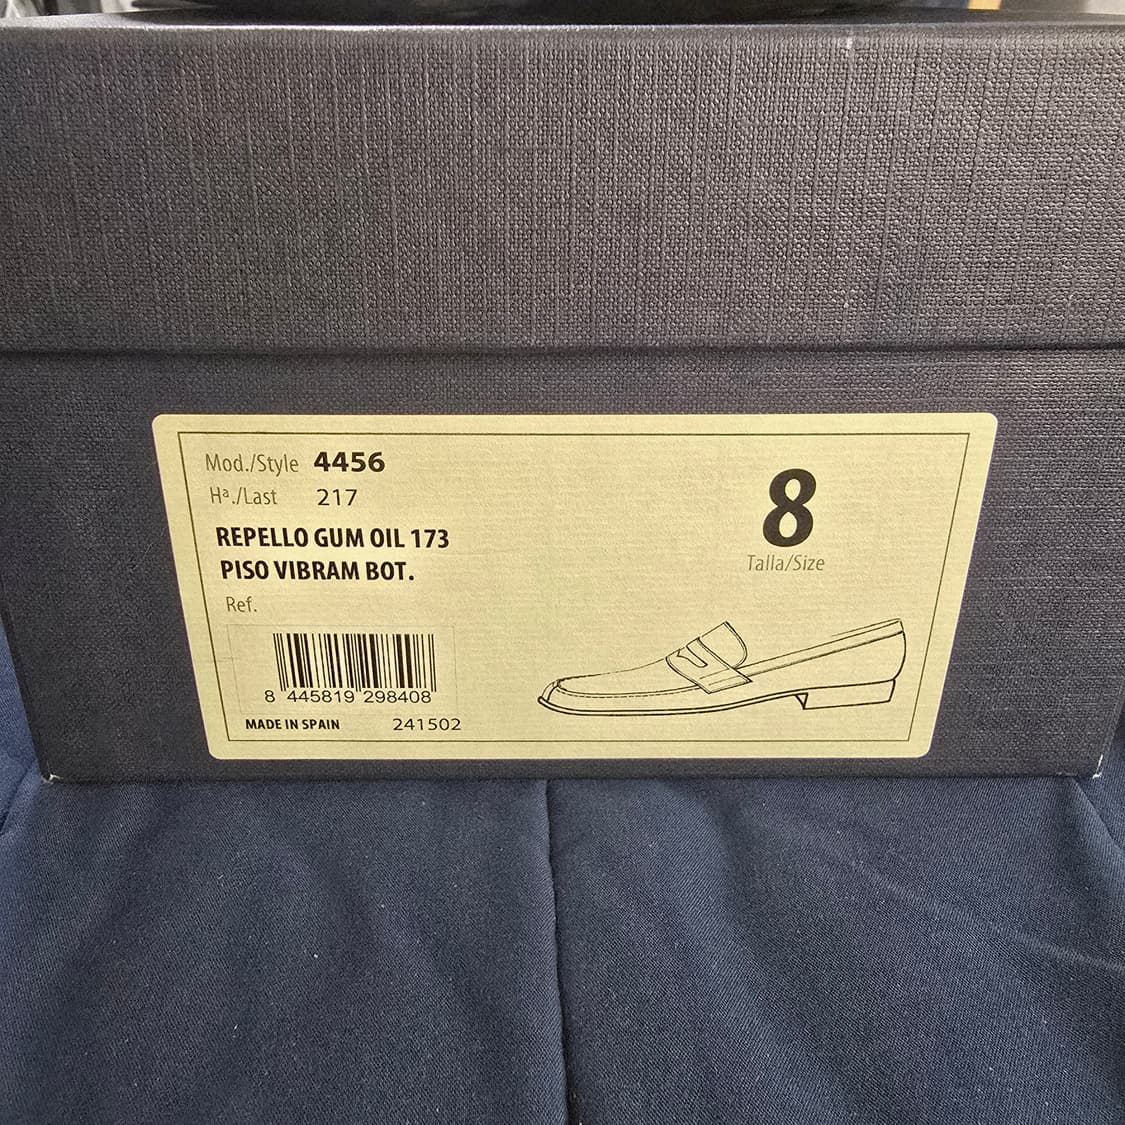 Mod./Style 4456
Hª./Last 217
REPELLO GUM OIL 173
PISO VIBRAM BOT.
Ref.
8 445819 298408
MADE IN SPAIN 241502
8
Talla/Size